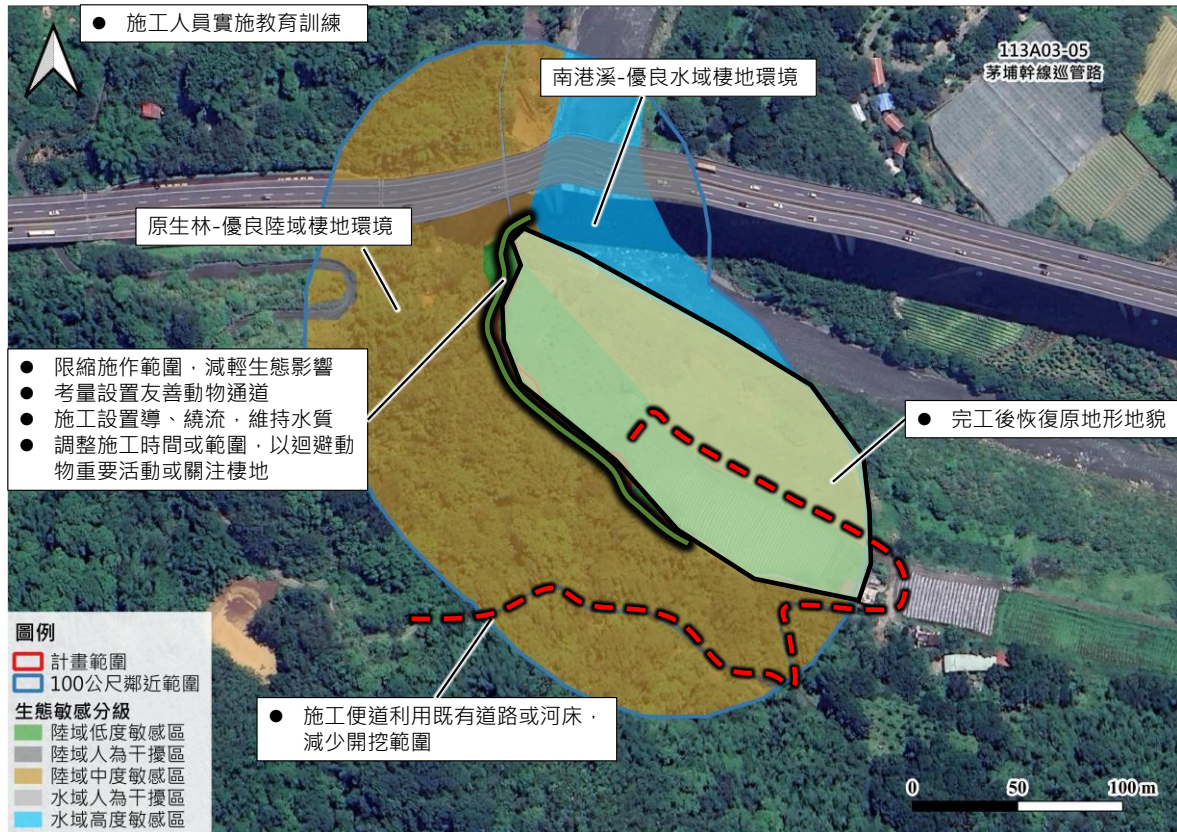 ● 施工人員實施教育訓練
113A03-05
茅埔幹線巡管路
南港溪-優良水域棲地環境
原生林-優良陸域棲地環境
● 限縮施作範圍，減輕生態影響
● 考量設置友善動物通道
● 施工設置導、繞流，維持水質
● 調整施工時間或範圍，以迴避動
物重要活動或關注棲地
● 完工後恢復原地形地貌
● 施工便道利用既有道路或河床，
減少開挖範圍
圖例
計畫範圍
100公尺鄰近範圍
生態敏感分級
陸域低度敏感區
陸域人為干擾區
陸域中度敏感區
水域人為干擾區
水域高度敏感區
0 50 100 m